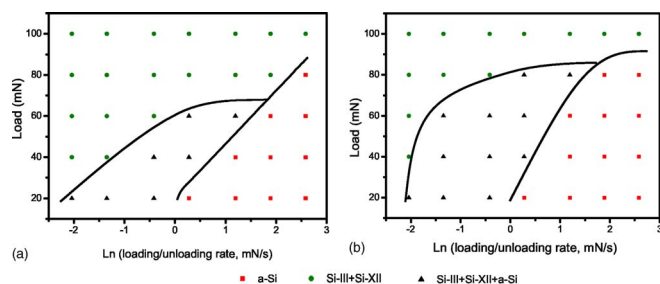 (a)
Load (mN)
100
80
60
40
20
-2 -1 0 1 2 3
Ln (loading/unloading rate, mN/s)
(b)
Load (mN)
100
80
60
40
20
-2 -1 0 1 2 3
Ln (loading/unloading rate, mN/s)
a-Si Si-III+Si-XII Si-III+Si-XII+a-Si